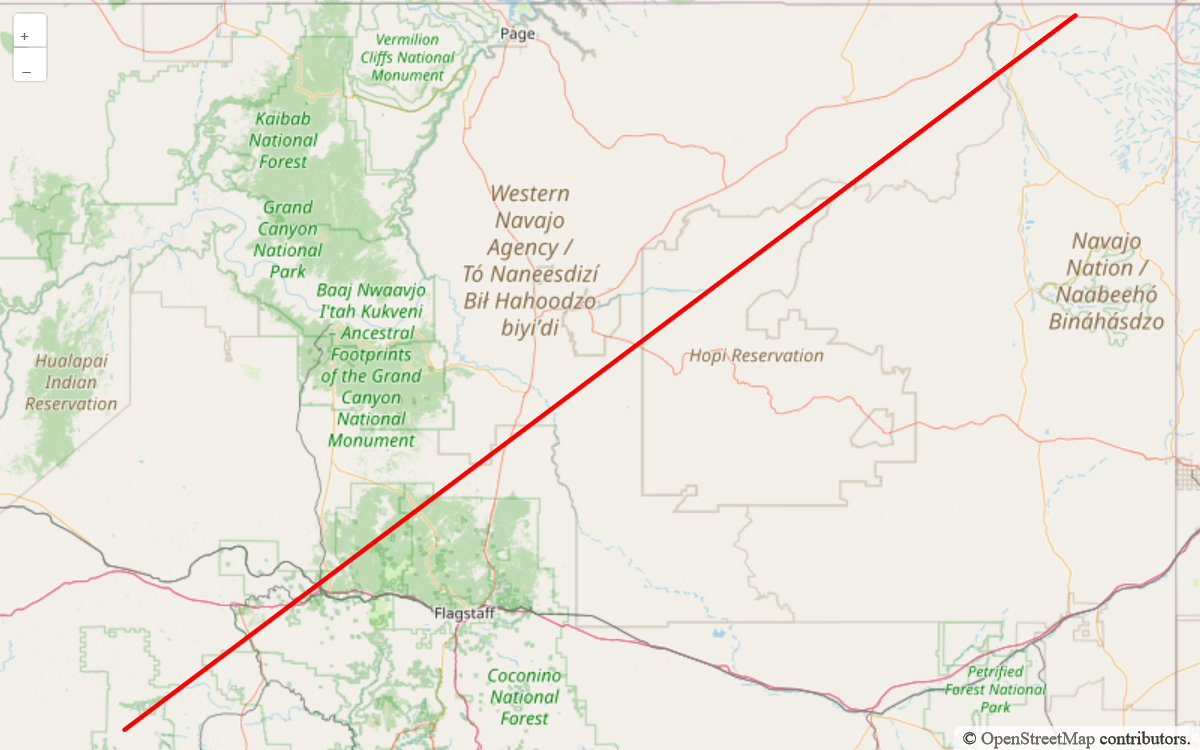 +
–
Page
Vermilion
Cliffs National
Monument
Kaibab
National
Forest
Grand
Canyon
National
Park
Western
Navajo
Agency /
Tó Naneesdizí
Bił Hahoodzo
biyi’di
Baaj Nwaavjo
I'tah Kukveni
– Ancestral
Footprints
of the Grand
Canyon
National
Monument
Navajo
Nation /
Naabeehó
Bináhásdzo
Hualapai
Indian
Reservation
Hopi Reservation
Flagstaff
Coconino
National
Forest
Petrified
Forest National
Park
© OpenStreetMap contributors.